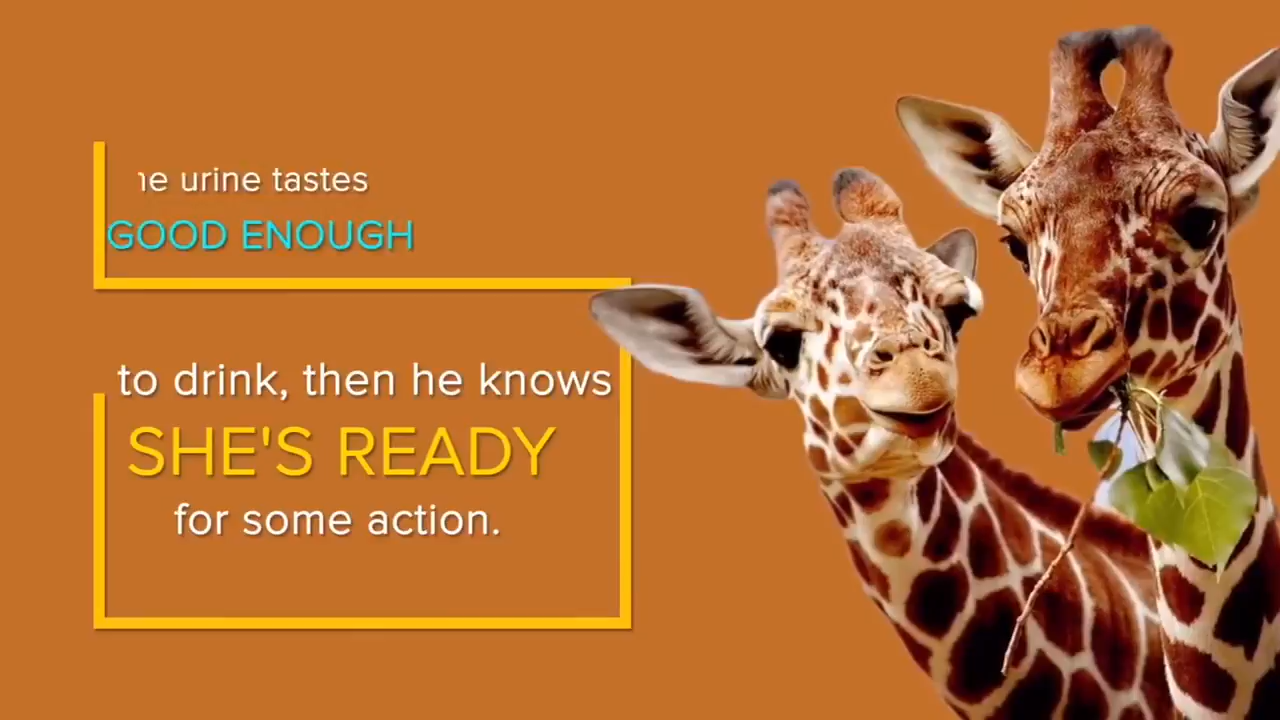 urine tastes
GOOD ENOUGH
to drink, then he knows
SHE'S READY
for some action.